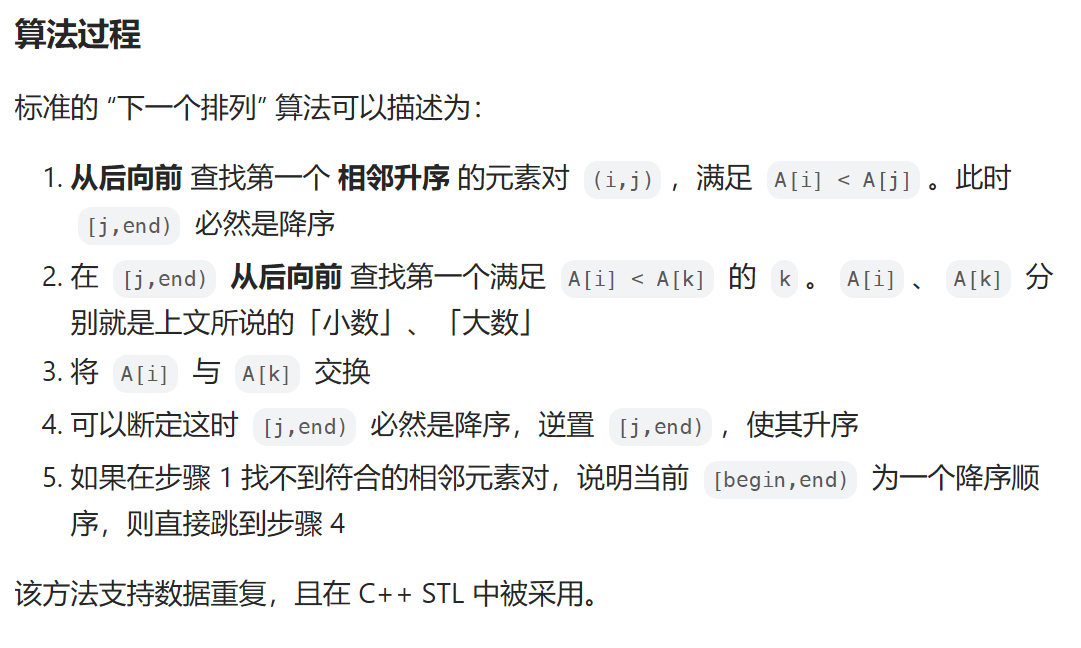 算法过程
标准的 “下一个排列” 算法可以描述为：
1. 从后向前 查找第一个 相邻升序 的元素对 (i,j) ，满足 A[i] < A[j] 。此时
[j,end) 必然是降序
2. 在 [j,end) 从后向前 查找第一个满足 A[i] < A[k] 的 k 。 A[i] 、 A[k] 分
别就是上文所说的「小数」、「大数」
3. 将 A[i] 与 A[k] 交换
4. 可以断定这时 [j,end) 必然是降序，逆置 [j,end) ，使其升序
5. 如果在步骤 1 找不到符合的相邻元素对，说明当前 [begin,end) 为一个降序顺
序，则直接跳到步骤 4
该方法支持数据重复，且在 C++ STL 中被采用。